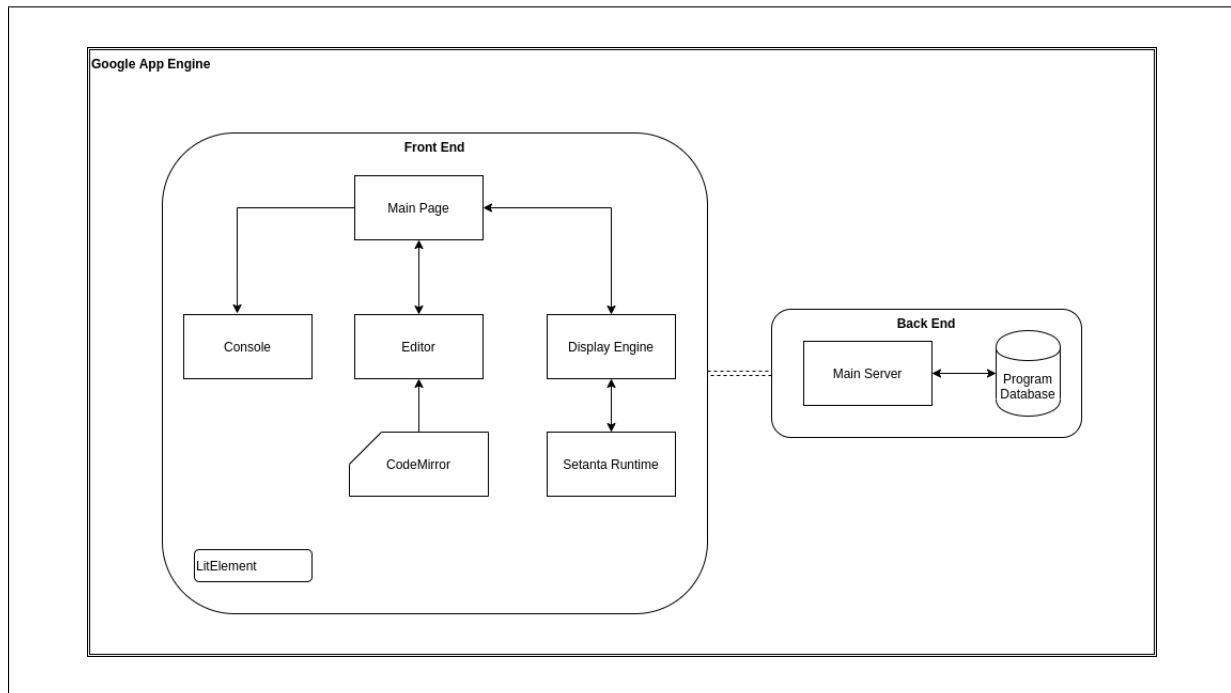 Google App Engine
Front End
Main Page
Console
Editor
Display Engine
CodeMirror
Setanta Runtime
LitElement
Back End
Main Server
Program
Database